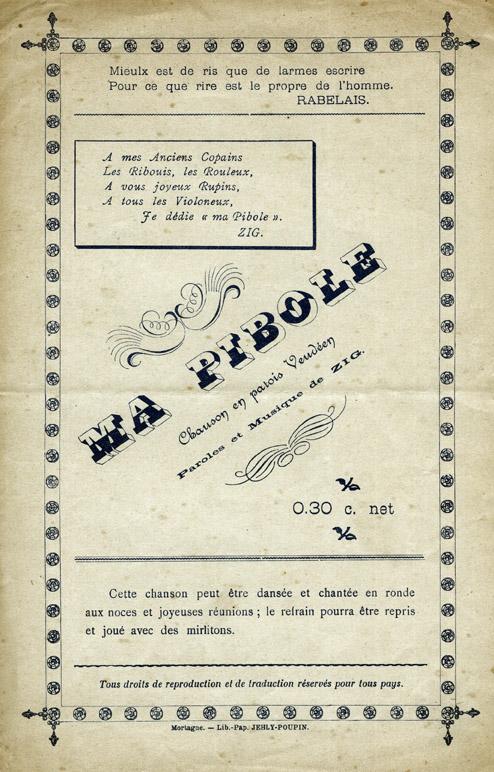 Mieulx est de ris que de larmes escrire
Pour ce que rire est le propre de l'homme.
RABELAIS.
A mes Anciens Copains
Les Ribouis, les Rouleux,
A vous joyeux Rupins,
A tous les Violoneux,
Je dédie « ma Pibole ».
ZIG.
MA PIBOLE
Chanson en patois Vendéen
Paroles et Musique de ZIG.
0.30 c. net
Cette chanson peut être dansée et chantée en ronde
aux noces et joyeuses réunions ; le refrain pourra être repris
et joué avec des mirlitons.
Tous droits de reproduction et de traduction réservés pour tous pays.
Mortagne. — Lib.-Pap. JEHLY-POUPIN.